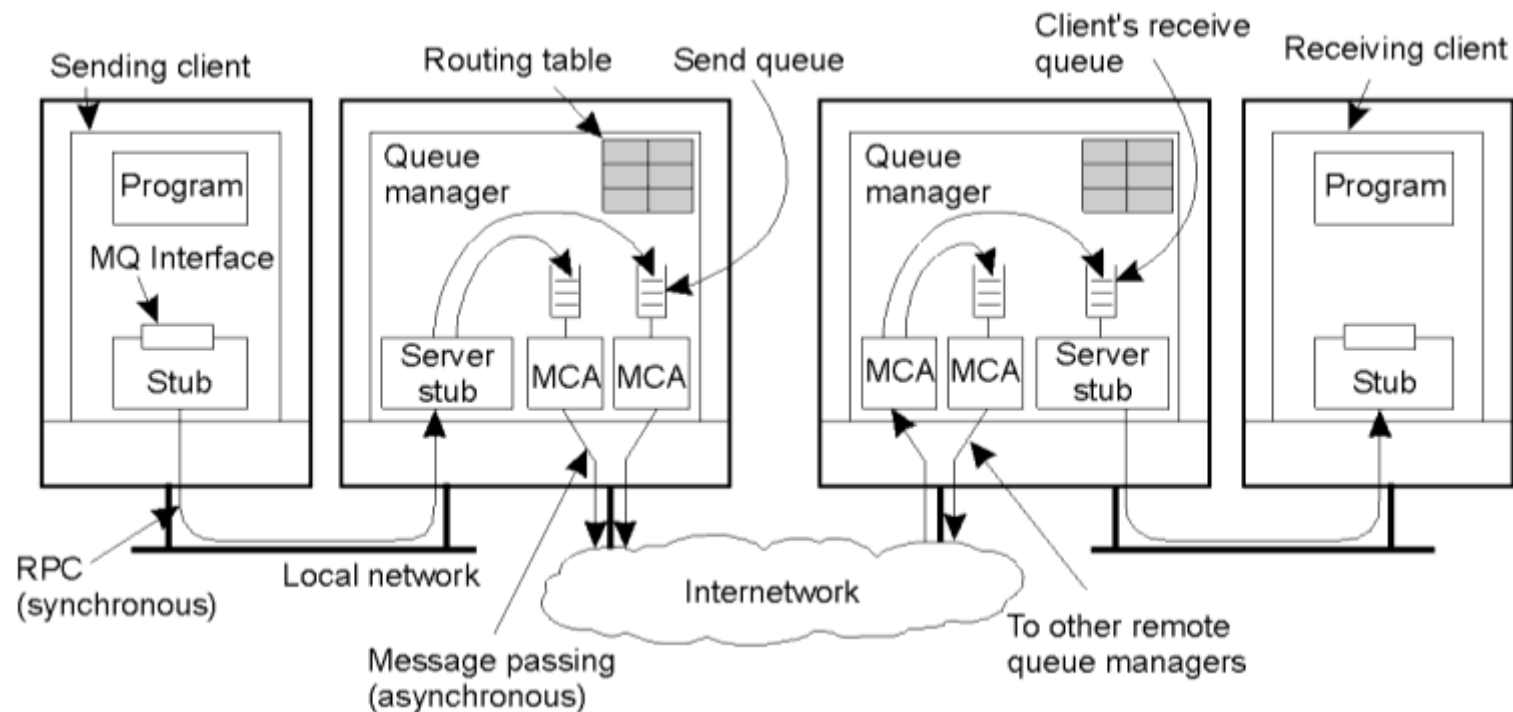 Sending client
Routing table
Send queue
Client's receive
queue
Receiving client
Program
MQ Interface
Stub
Queue
manager
Server
stub
MCA
MCA
Queue
manager
MCA
MCA
Server
stub
Program
Stub
RPC
(synchronous)
Local network
Message passing
(asynchronous)
Internetwork
To other remote
queue managers